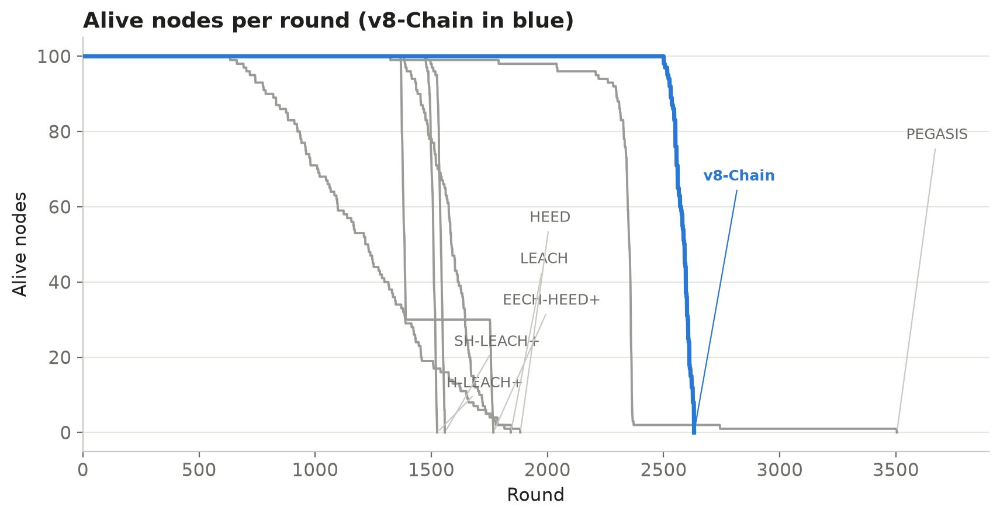 Alive nodes per round (v8-Chain in blue)
Alive nodes
100
80
60
40
20
0
PEGASIS
v8-Chain
HEED
LEACH
EECH-HEED+
SH-LEACH+
H-LEACH+
0 500 1000 1500 2000 2500 3000 3500
Round